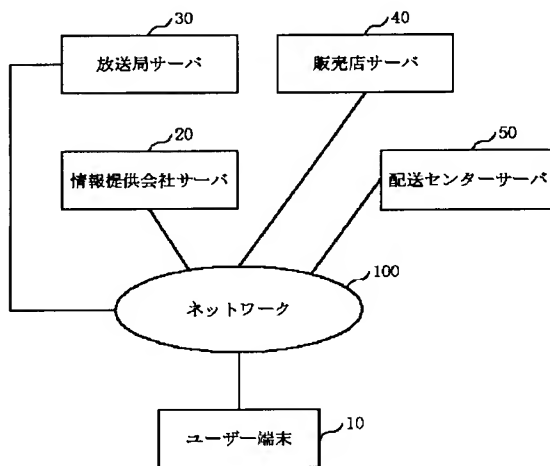 30
放送局サーバ
40
販売店サーバ
20
情報提供会社サーバ
50
配送センターサーバ
100
ネットワーク
10
ユーザー端末